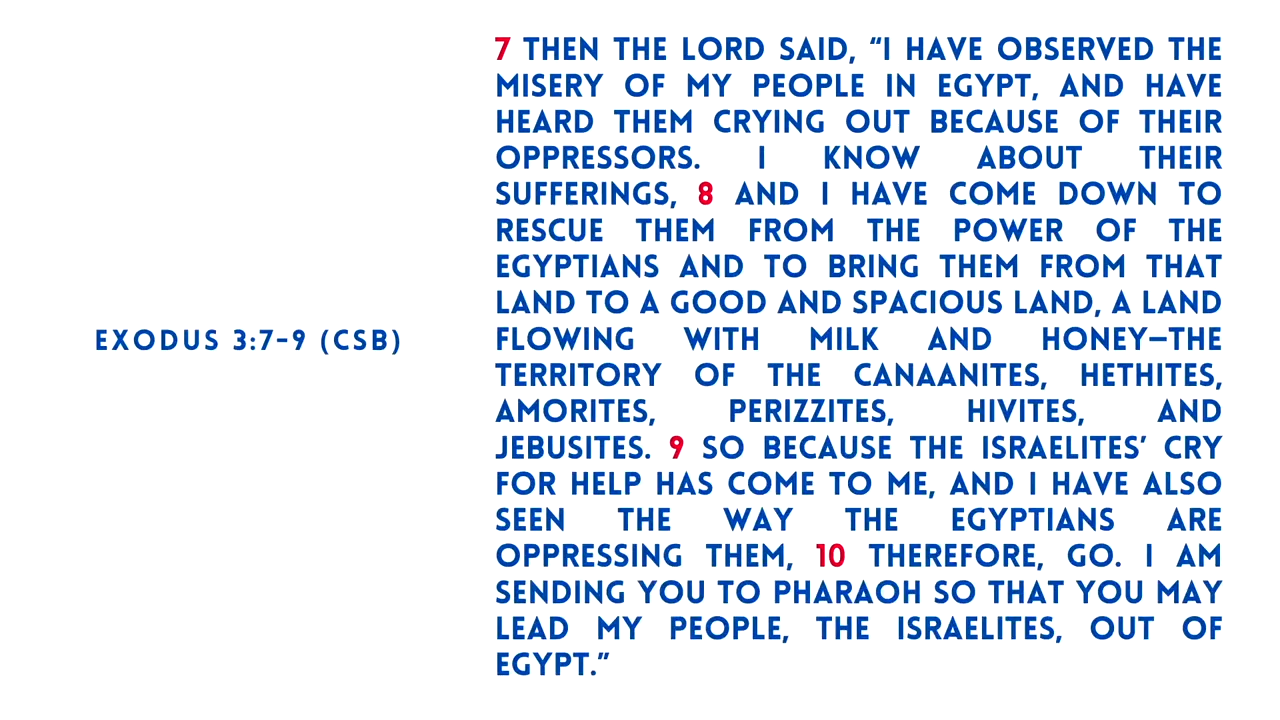 EXODUS 3:7-9 (CSB)
7 THEN THE LORD SAID, “I HAVE OBSERVED THE
MISERY OF MY PEOPLE IN EGYPT, AND HAVE
HEARD THEM CRYING OUT BECAUSE OF THEIR
OPPRESSORS. I KNOW ABOUT THEIR
SUFFERINGS, 8 AND I HAVE COME DOWN TO
RESCUE THEM FROM THE POWER OF THE
EGYPTIANS AND TO BRING THEM FROM THAT
LAND TO A GOOD AND SPACIOUS LAND, A LAND
FLOWING WITH MILK AND HONEY—THE
TERRITORY OF THE CANAANITES, HETHITES,
AMORITES, PERIZZITES, HIVITES, AND
JEBUSITES. 9 SO BECAUSE THE ISRAELITES’ CRY
FOR HELP HAS COME TO ME, AND I HAVE ALSO
SEEN THE WAY THE EGYPTIANS ARE
OPPRESSING THEM, 10 THEREFORE, GO. I AM
SENDING YOU TO PHARAOH SO THAT YOU MAY
LEAD MY PEOPLE, THE ISRAELITES, OUT OF
EGYPT.”